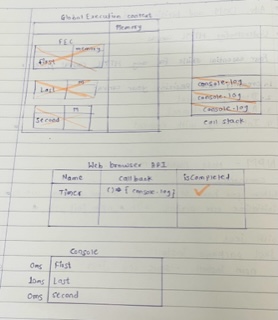 Global Execution context
Memory
FEC
memory
first
console.log
Last
m
console.log
console.log
m
Second
call stack
Web browser API
Name
callback
isCompleted
Timer
() => { console.log}
Console
0ms
First
10ms
Last
00ms
Second